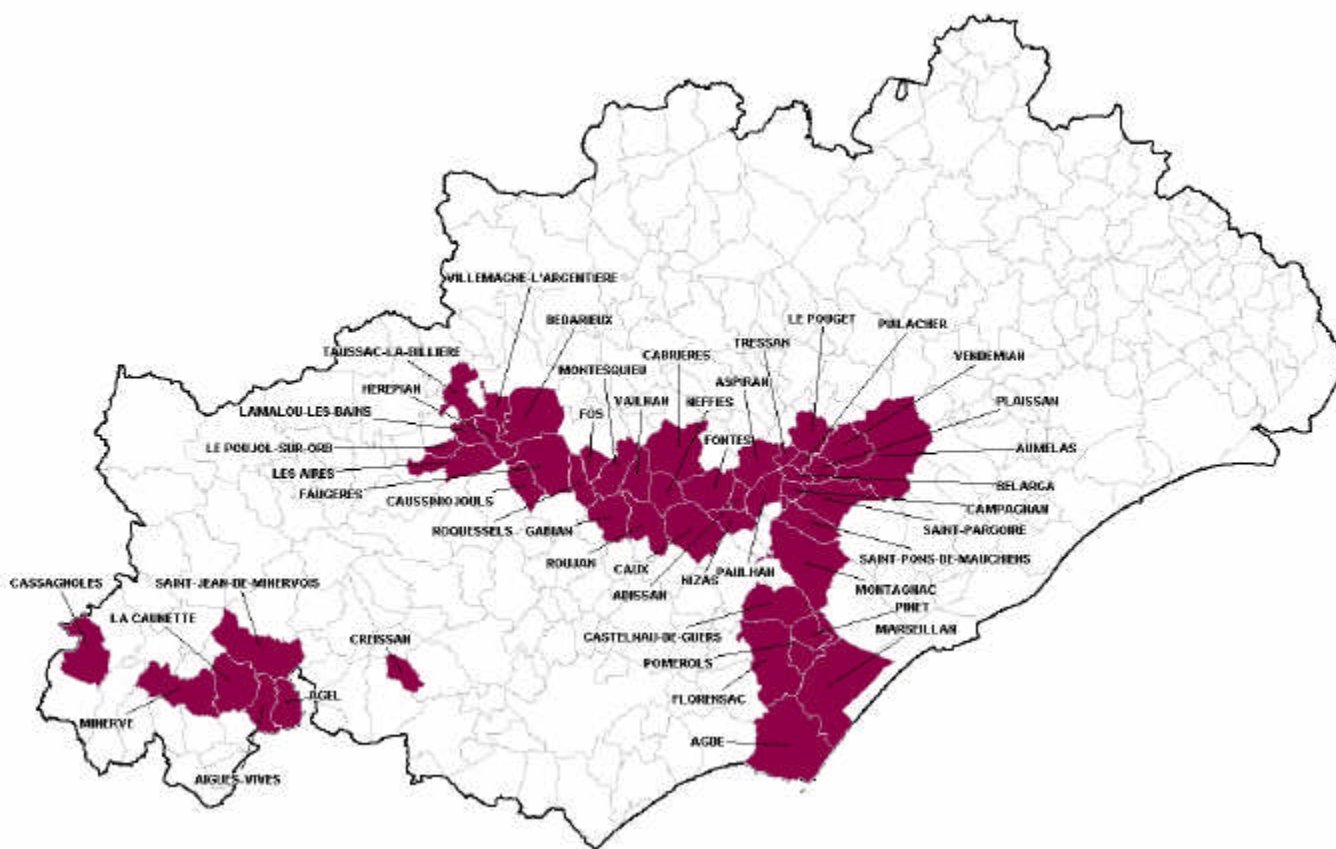 VILLEMAGNE-L'ARGENTIERE
BEDARIEUX
LE POUGET
PUILACHER
TRESSAN
TAUSSAC-LA-BILLIERE
CABRIERES
VENDEMIAN
MONTESQUIEU
ASPIRAN
HEREPIAN
VAILHAN
NEFFIES
PLAISSAN
LAMALOU-LES-BAINS
FOS
FONTES
LE POUJOL-SUR-ORB
AUMELAS
LES AIRES
BELARGA
FAUGERES
CAUSSINIOJOULS
CAMPAGNAN
ROQUESSELS
GABIAN
SAINT-PARGOIRE
ROUJAN
CAUX
SAINT-PONS-DE-MAUCHIENS
NIZAS
PAULHAN
CASSAGNOLES
SAINT-JEAN-DE-MINERVOIS
ADISSAN
MONTAGNAC
PINET
LA CAUNETTE
CREISSAN
CASTELNAU-DE-GUERS
MARSEILLAN
POMEROLS
AGEL
FLORENSAC
MINERVE
AGDE
AIGUES-VIVES